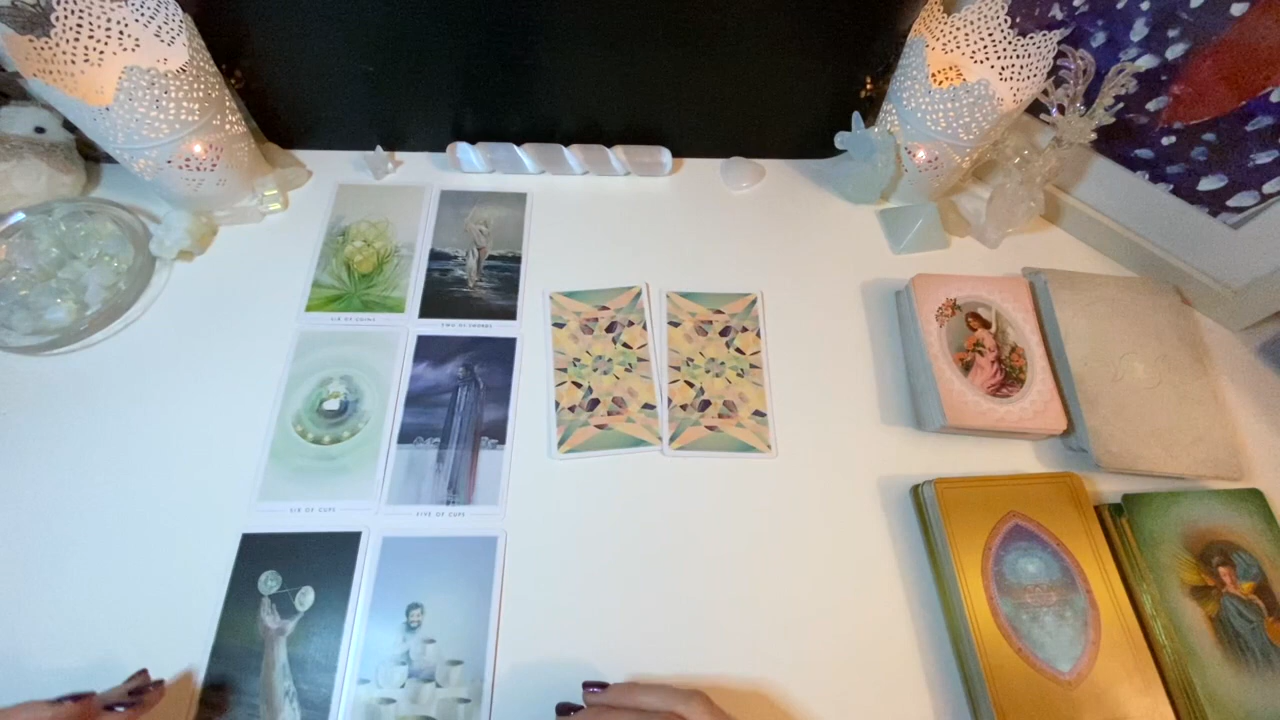 SIX OF COINS
TWO OF SWORDS
SIX OF CUPS
FIVE OF CUPS